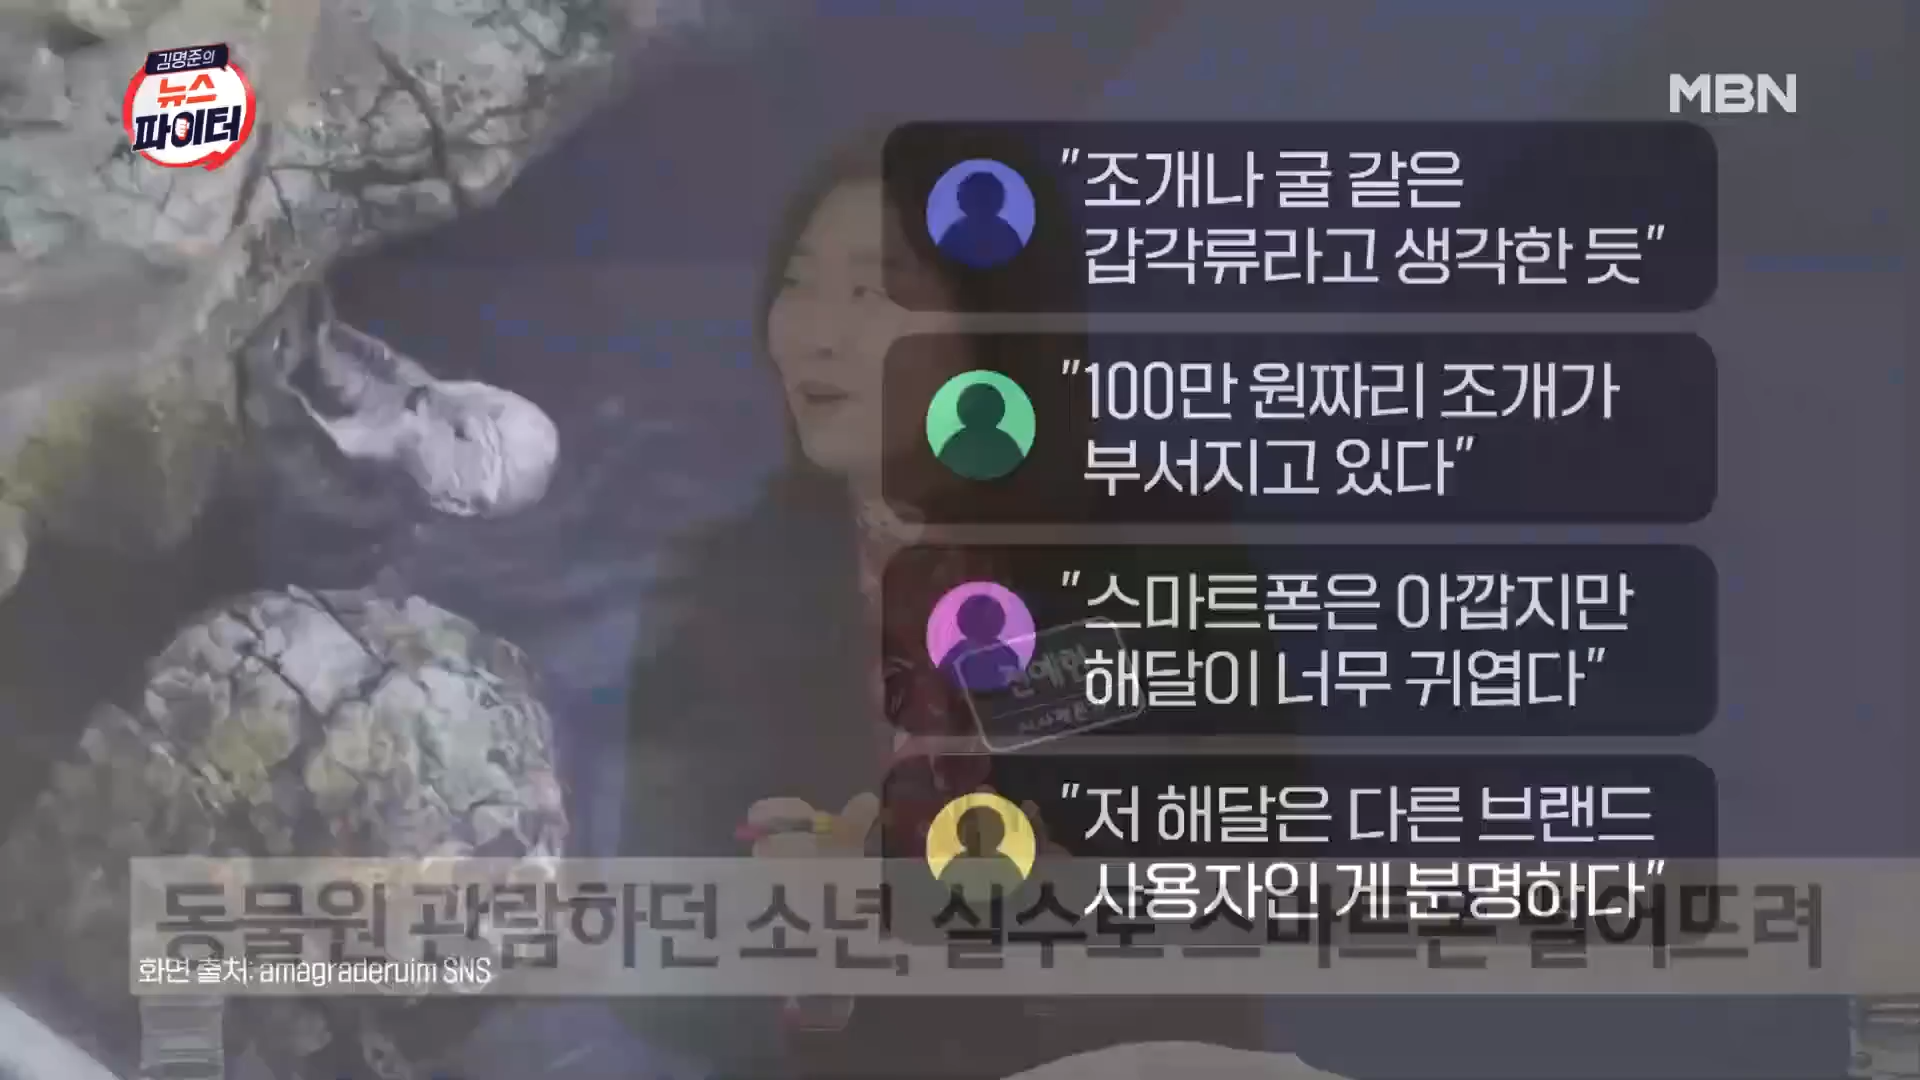 김명준의
뉴스
파이터
MBN
"조개나 굴 같은
갑각류라고 생각한 듯"
"100만 원짜리 조개가
부서지고 있다"
"스마트폰은 아깝지만
해달이 너무 귀엽다"
"저 해달은 다른 브랜드
사용자인 게 분명하다"
동물원 관람하던 소년, 실수로 스마트폰 떨어뜨려
화면 출처: amagraderuim SNS